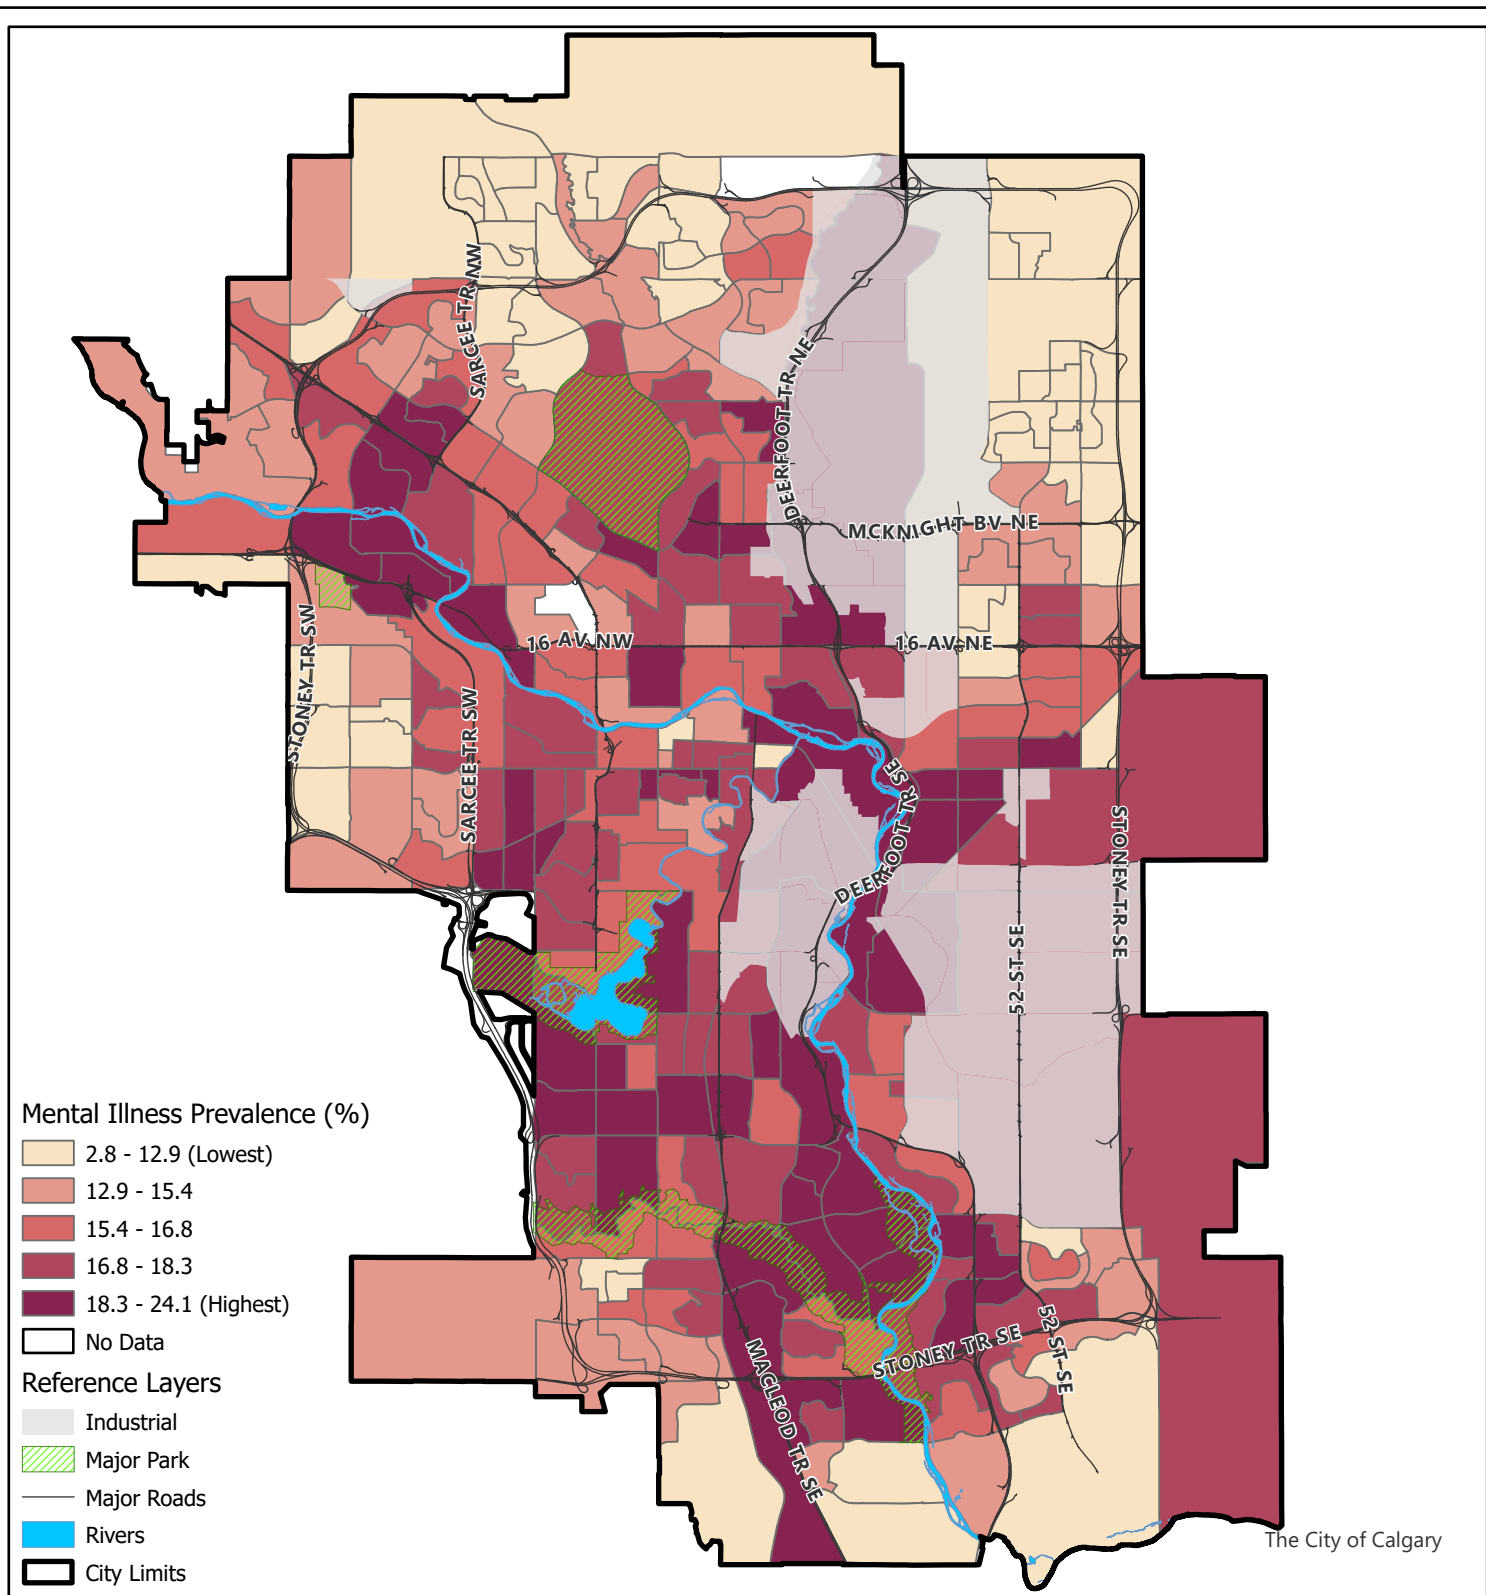 SARCEE TR NW
DEERFOOT TR NE
MCKNIGHT BV NE
16 AV NW
16 AV NE
STONEY TR SW
SARCEE TR SW
DEERFOOT TR SE
STONEY TR SE
52 ST SE
STONEY TR SE
52 ST SE
MACLEOD TR SE
Mental Illness Prevalence (%)
2.8 - 12.9 (Lowest)
12.9 - 15.4
15.4 - 16.8
16.8 - 18.3
18.3 - 24.1 (Highest)
No Data
Reference Layers
Industrial
Major Park
Major Roads
Rivers
City Limits
The City of Calgary